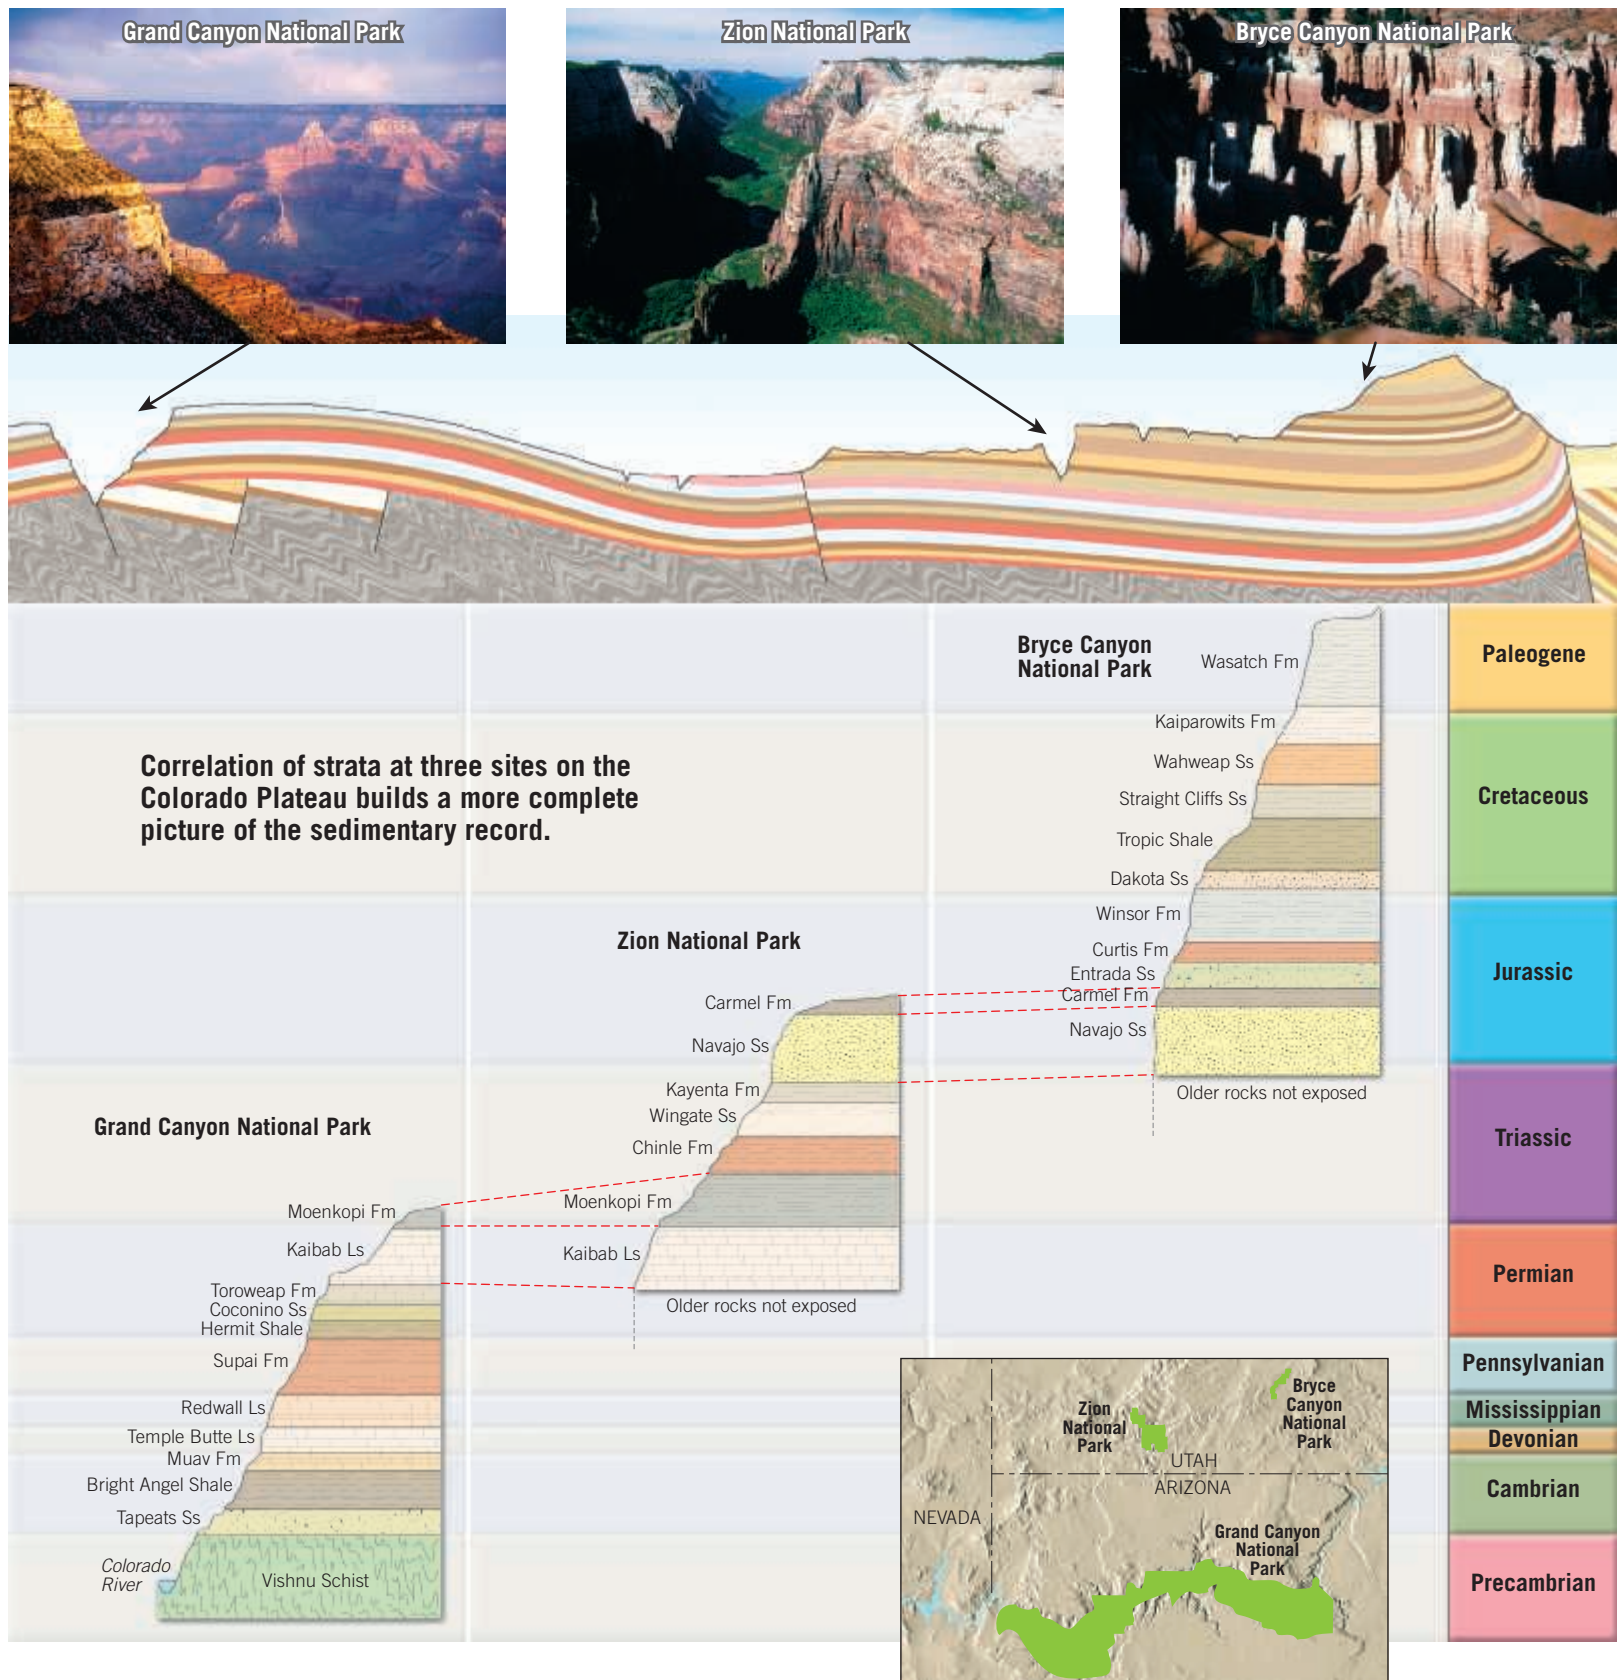 Grand Canyon National Park
Zion National Park
Bryce Canyon National Park
Bryce Canyon
National Park
Wasatch Fm
Paleogene
Kaiparowits Fm
Wahweap Ss
Straight Cliffs Ss
Tropic Shale
Dakota Ss
Cretaceous
Correlation of strata at three sites on the
Colorado Plateau builds a more complete
picture of the sedimentary record.
Winsor Fm
Curtis Fm
Entrada Ss
Carmel Fm
Navajo Ss
Older rocks not exposed
Jurassic
Zion National Park
Carmel Fm
Navajo Ss
Kayenta Fm
Wingate Ss
Chinle Fm
Moenkopi Fm
Kaibab Ls
Older rocks not exposed
Triassic
Grand Canyon National Park
Moenkopi Fm
Kaibab Ls
Toroweap Fm
Coconino Ss
Hermit Shale
Supai Fm
Redwall Ls
Temple Butte Ls
Muav Fm
Bright Angel Shale
Tapeats Ss
Colorado
River
Vishnu Schist
Permian
Pennsylvanian
Mississippian
Devonian
Cambrian
Precambrian
Zion
National
Park
Bryce
Canyon
National
Park
UTAH
ARIZONA
NEVADA
Grand Canyon
National
Park